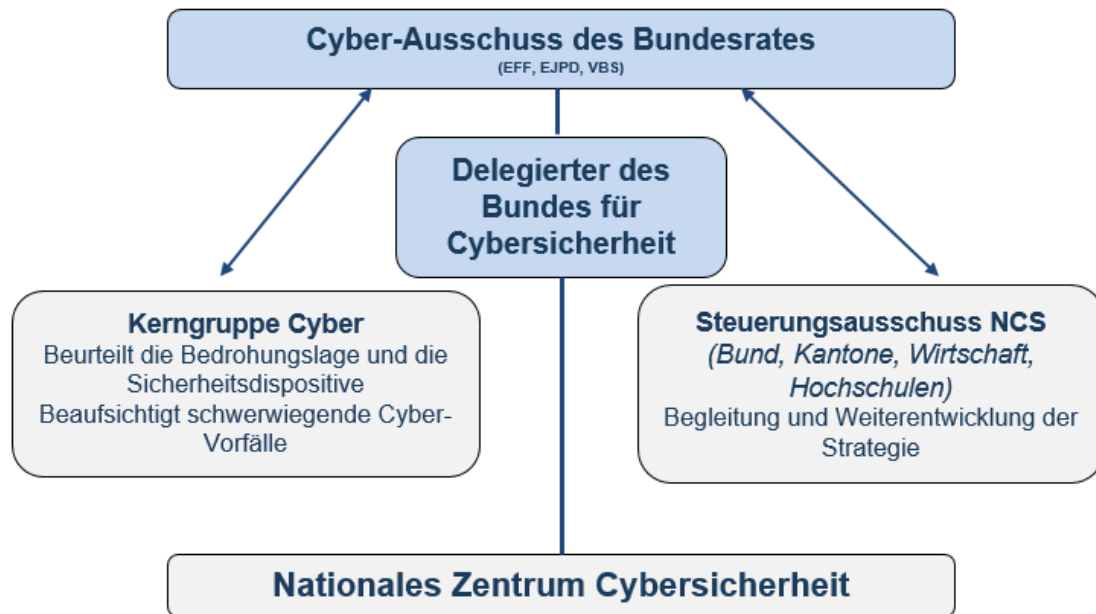 Cyber-Ausschuss des Bundesrates
(EFF, EJPD, VBS)
Delegierter des
Bundes für
Cybersicherheit
Kerngruppe Cyber
Beurteilt die Bedrohungslage und die
Sicherheitsdispositive
Beaufsichtigt schwerwiegende Cyber-
Vorfälle
Steuerungsausschuss NCS
(Bund, Kantone, Wirtschaft,
Hochschulen)
Begleitung und Weiterentwicklung der
Strategie
Nationales Zentrum Cybersicherheit